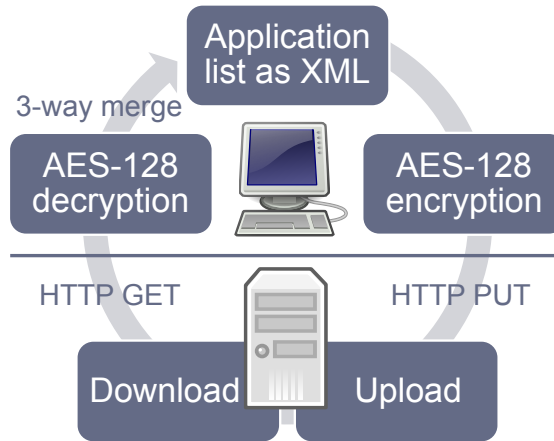 Application
list as XML
3-way merge
AES-128
decryption
AES-128
encryption
HTTP GET
HTTP PUT
Download
Upload